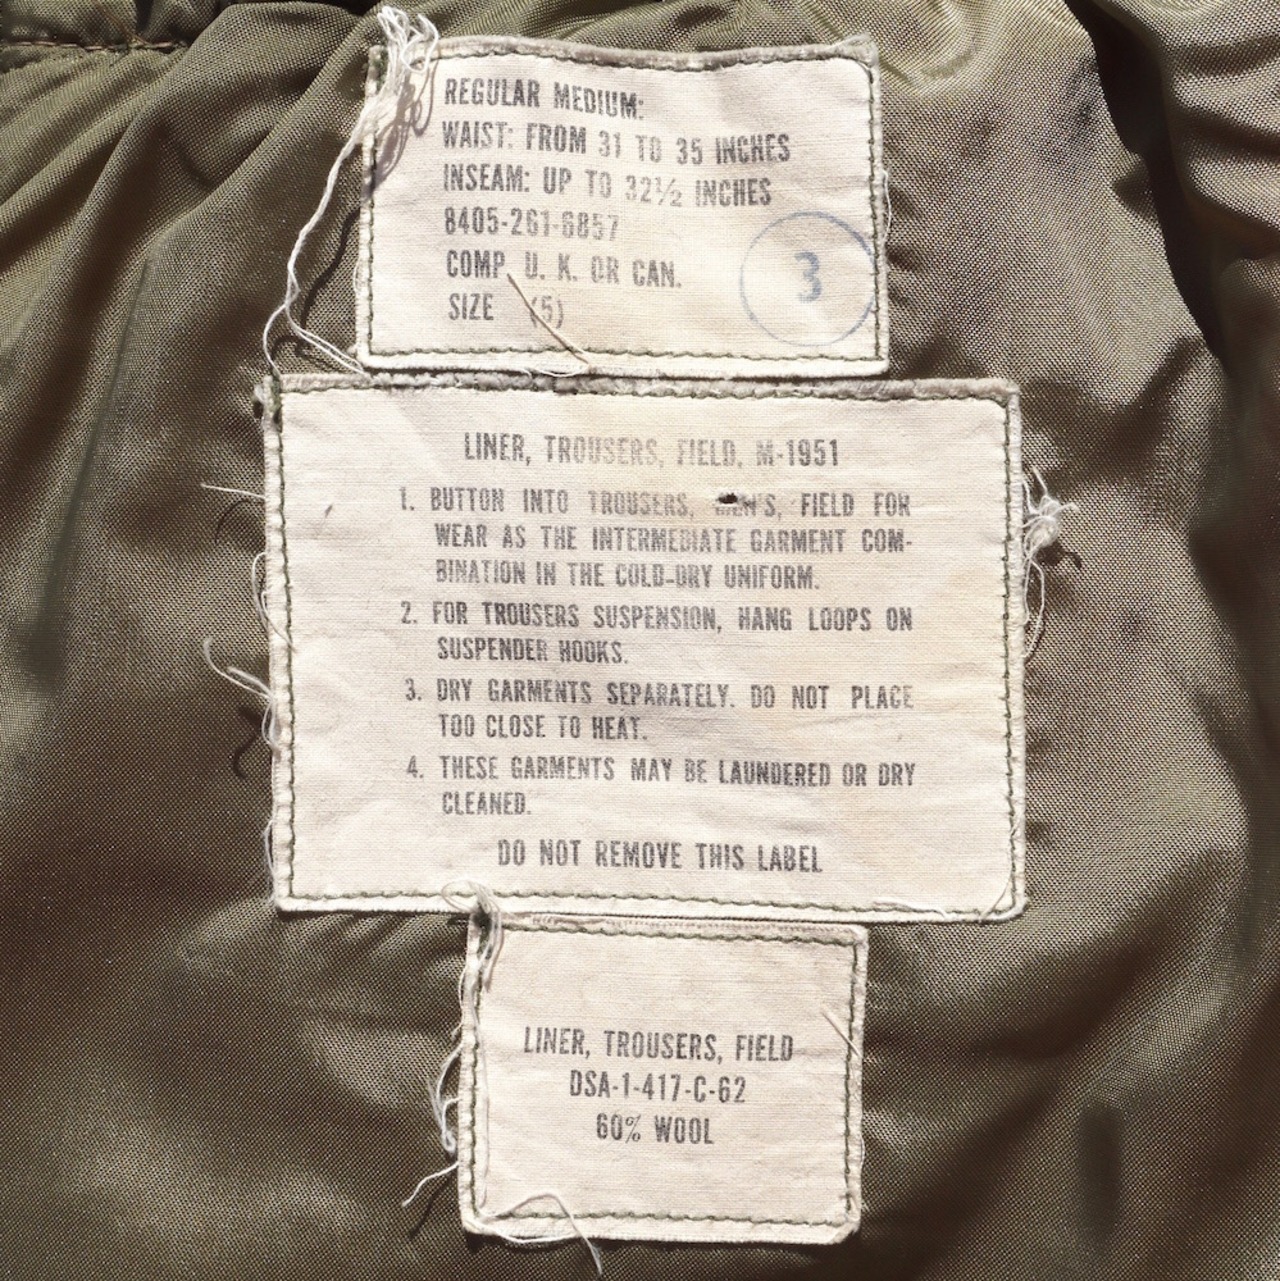 REGULAR MEDIUM:
WAIST: FROM 31 TO 35 INCHES
INSEAM: UP TO 32½ INCHES
8405-261-6857
COMP. U. K. OR CAN.
SIZE (5)
3
LINER, TROUSERS, FIELD, M-1951
1. BUTTON INTO TROUSERS, MEN'S, FIELD FOR
WEAR AS THE INTERMEDIATE GARMENT COM-
BINATION IN THE COLD-DRY UNIFORM.
2. FOR TROUSERS SUSPENSION, HANG LOOPS ON
SUSPENDER HOOKS.
3. DRY GARMENTS SEPARATELY. DO NOT PLACE
TOO CLOSE TO HEAT.
4. THESE GARMENTS MAY BE LAUNDERED OR DRY
CLEANED.
DO NOT REMOVE THIS LABEL
LINER, TROUSERS, FIELD
DSA-1-417-C-62
60% WOOL